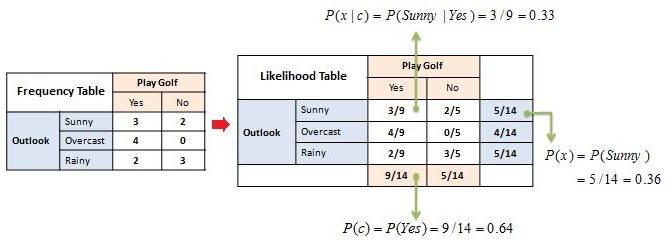 P(x | c) = P(Sunny | Yes) = 3/9 = 0.33
Frequency Table
Play Golf
Yes No
Outlook
Sunny 3 2
Overcast 4 0
Rainy 2 3
Likelihood Table
Play Golf
Yes No
Outlook
Sunny 3/9 2/5 5/14
Overcast 4/9 0/5 4/14
Rainy 2/9 3/5 5/14
9/14 5/14
P(x) = P(Sunny )
= 5/14 = 0.36
P(c) = P(Yes) = 9/14 = 0.64